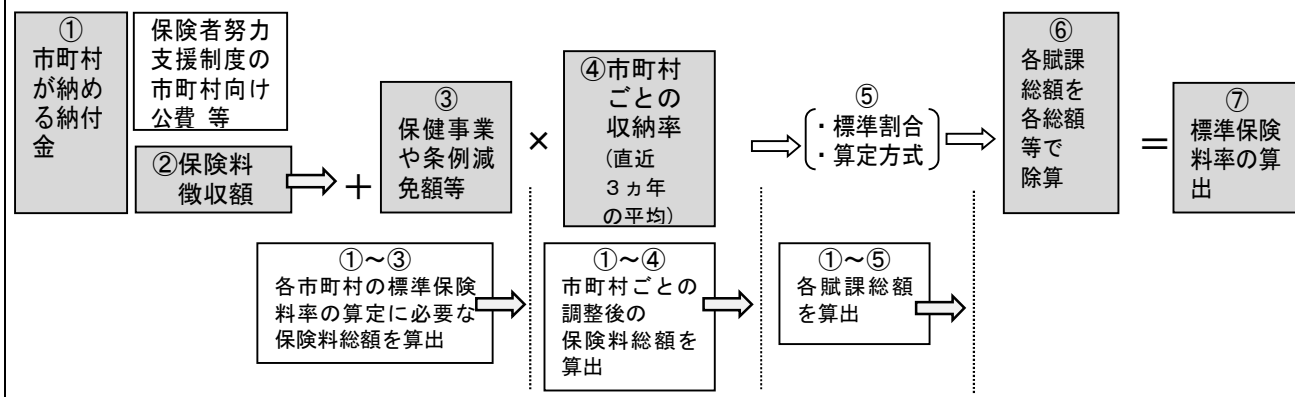 ①
市町村
が納め
る納付
金
保険者努力
支援制度の
市町村向け
公費 等
②保険料
徴収額
＋
③
保健事業
や条例減
免額等
×
④市町村
ごとの
収納率
(直近
３ヵ年
の平均)
⑤
・標準割合
・算定方式
⑥
各賦課
総額を
各総額
等で
除算
＝
⑦
標準保険
料率の算
出
①～③
各市町村の標準保険
料率の算定に必要な
保険料総額を算出
①～④
市町村ごとの
調整後の
保険料総額を
算出
①～⑤
各賦課総額
を算出